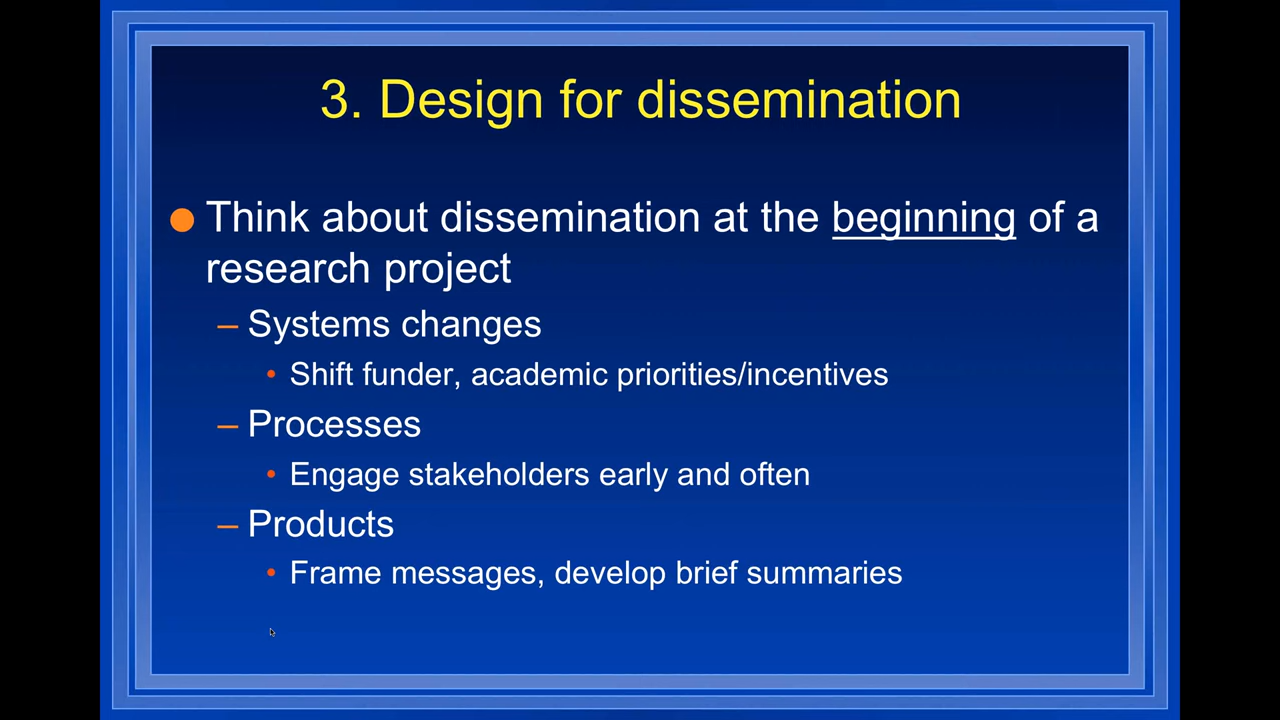 3. Design for dissemination
Think about dissemination at the beginning of a
research project
– Systems changes
• Shift funder, academic priorities/incentives
– Processes
• Engage stakeholders early and often
– Products
• Frame messages, develop brief summaries